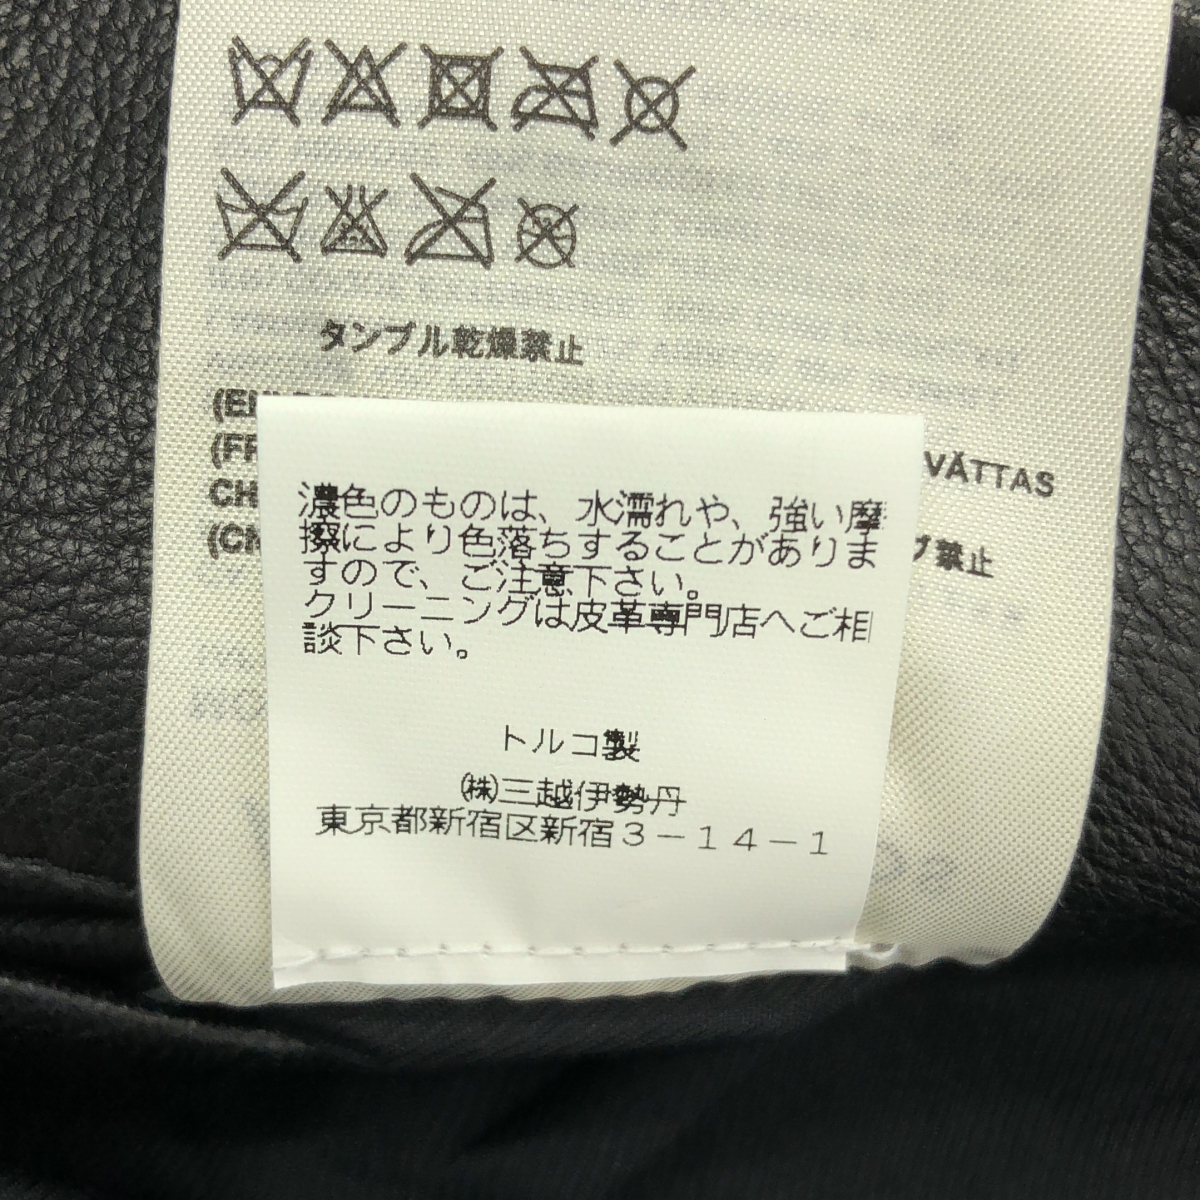 タンブル乾燥禁止
(FR
CH
VÄTTAS
(CN
禁止
濃色のものは、水濡れや、強い摩
擦により色落ちすることがありま
すので、ご注意下さい。
クリーニングは皮革専門店へご相
談下さい。
トルコ製
㈱三越伊勢丹
東京都新宿区新宿3-14-1